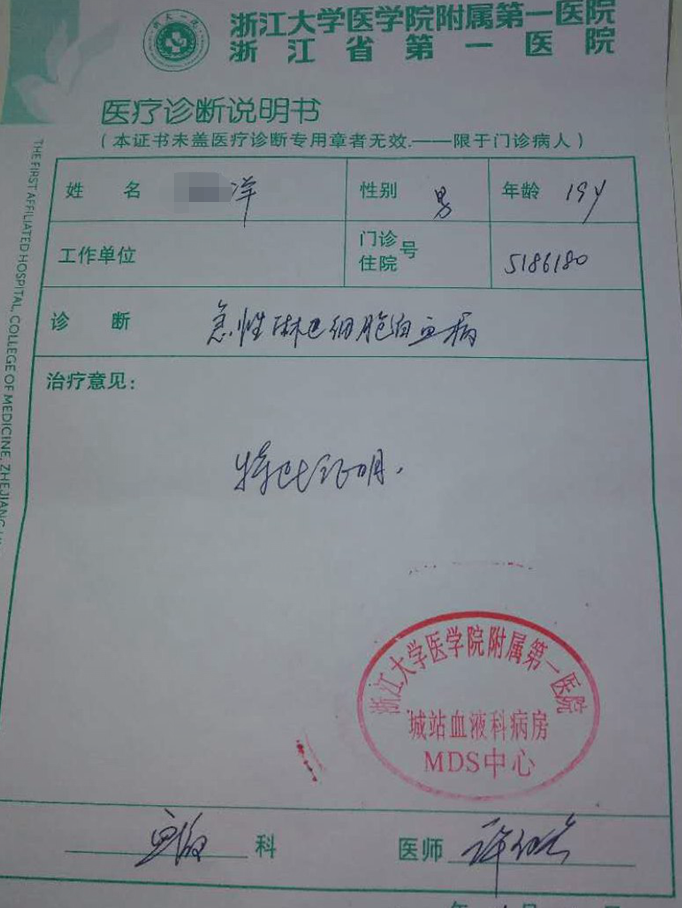 浙江大学医学院附属第一医院
浙江省第一医院
医疗诊断说明书
(本证书未盖医疗诊断专用章者无效.——限于门诊病人)
THE FIRST AFFILIATED HOSPITAL, COLLEGE OF MEDICINE, ZHEJIANG
姓 名 洋 性别 男 年龄 19y
工作单位 门诊住院号 5186180
诊 断 急性淋巴细胞白血病
治疗意见：
特此证明.
浙江大学医学院附属第一医院
城站血液科病房
MDS中心
血液 科 医师